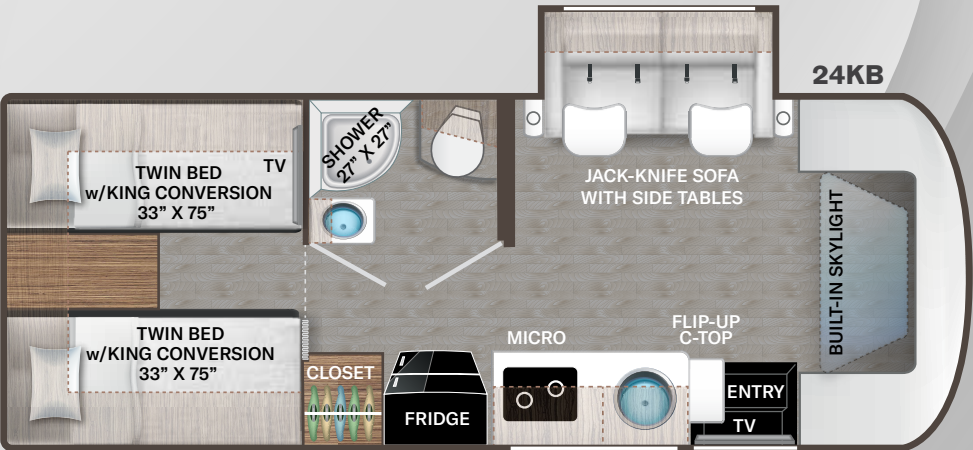 24KB
SHOWER
27" X 27"
TV
TWIN BED
w/KING CONVERSION
33" X 75"
JACK-KNIFE SOFA
WITH SIDE TABLES
BUILT-IN SKYLIGHT
TWIN BED
w/KING CONVERSION
33" X 75"
MICRO
FLIP-UP
C-TOP
CLOSET
FRIDGE
ENTRY
TV